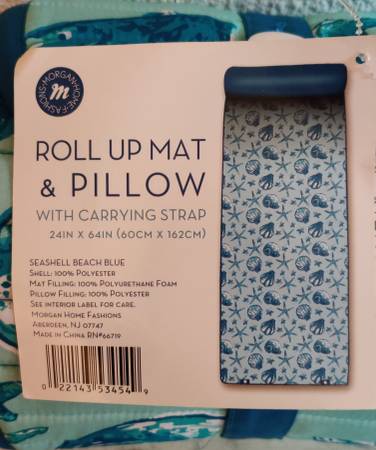 MORGAN·HOME·FASHIONS
m
ROLL UP MAT
& PILLOW
WITH CARRYING STRAP
24IN X 64IN (60CM X 162CM)
SEASHELL BEACH BLUE
SHELL: 100% POLYESTER
MAT FILLING: 100% POLYURETHANE FOAM
PILLOW FILLING: 100% POLYESTER
SEE INTERIOR LABEL FOR CARE.
MORGAN HOME FASHIONS
ABERDEEN, NJ 07747
MADE IN CHINA RN#66719
0 22143 53454 9